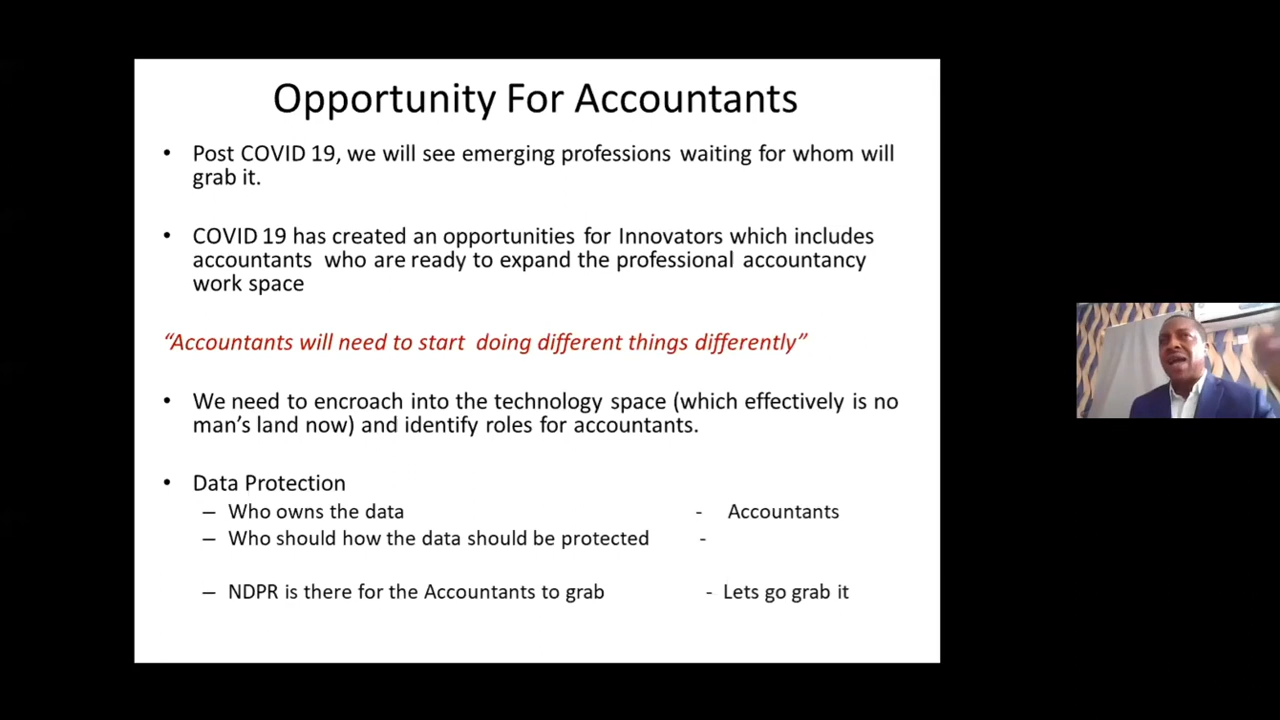 Opportunity For Accountants
• Post COVID 19, we will see emerging professions waiting for whom will
grab it.
• COVID 19 has created an opportunities for Innovators which includes
accountants who are ready to expand the professional accountancy
work space
“Accountants will need to start doing different things differently”
• We need to encroach into the technology space (which effectively is no
man’s land now) and identify roles for accountants.
• Data Protection
– Who owns the data - Accountants
– Who should how the data should be protected -
– NDPR is there for the Accountants to grab - Lets go grab it